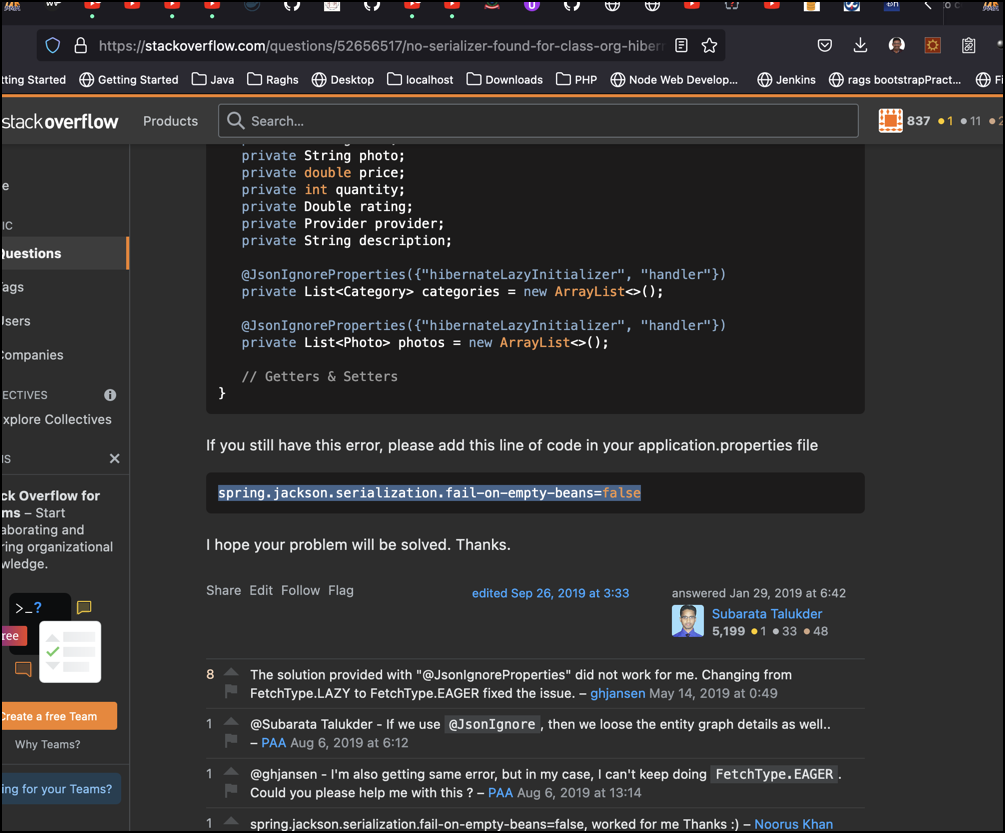 https://stackoverflow.com/questions/52656517/no-serializer-found-for-class-org-hiber
tting Started Getting Started Java Raghs Desktop localhost Downloads PHP Node Web Develop... Jenkins rags bootstrapPract... Fi
stackoverflow Products Search... 837 1 11 2
e
IC
Questions
ags
Users
Companies
ECTIVES
xplore Collectives
IS
ck Overflow for
ms – Start
aborating and
ring organizational
wledge.
>_?
ree
Create a free Team
Why Teams?
ing for your Teams?
private String photo;
private double price;
private int quantity;
private Double rating;
private Provider provider;
private String description;
@JsonIgnoreProperties({"hibernateLazyInitializer", "handler"})
private List<Category> categories = new ArrayList<>();
@JsonIgnoreProperties({"hibernateLazyInitializer", "handler"})
private List<Photo> photos = new ArrayList<>();
// Getters & Setters
}
If you still have this error, please add this line of code in your application.properties file
spring.jackson.serialization.fail-on-empty-beans=false
I hope your problem will be solved. Thanks.
Share Edit Follow Flag
edited Sep 26, 2019 at 3:33
answered Jan 29, 2019 at 6:42
Subarata Talukder
5,199 1 33 48
8 The solution provided with "@JsonIgnoreProperties" did not work for me. Changing from
FetchType.LAZY to FetchType.EAGER fixed the issue. – ghjansen May 14, 2019 at 0:49
1 @Subarata Talukder - If we use @JsonIgnore, then we loose the entity graph details as well..
– PAA Aug 6, 2019 at 6:12
1 @ghjansen - I'm also getting same error, but in my case, I can't keep doing FetchType.EAGER.
Could you please help me with this ? – PAA Aug 6, 2019 at 13:14
1 spring.jackson.serialization.fail-on-empty-beans=false, worked for me Thanks :) – Noorus Khan